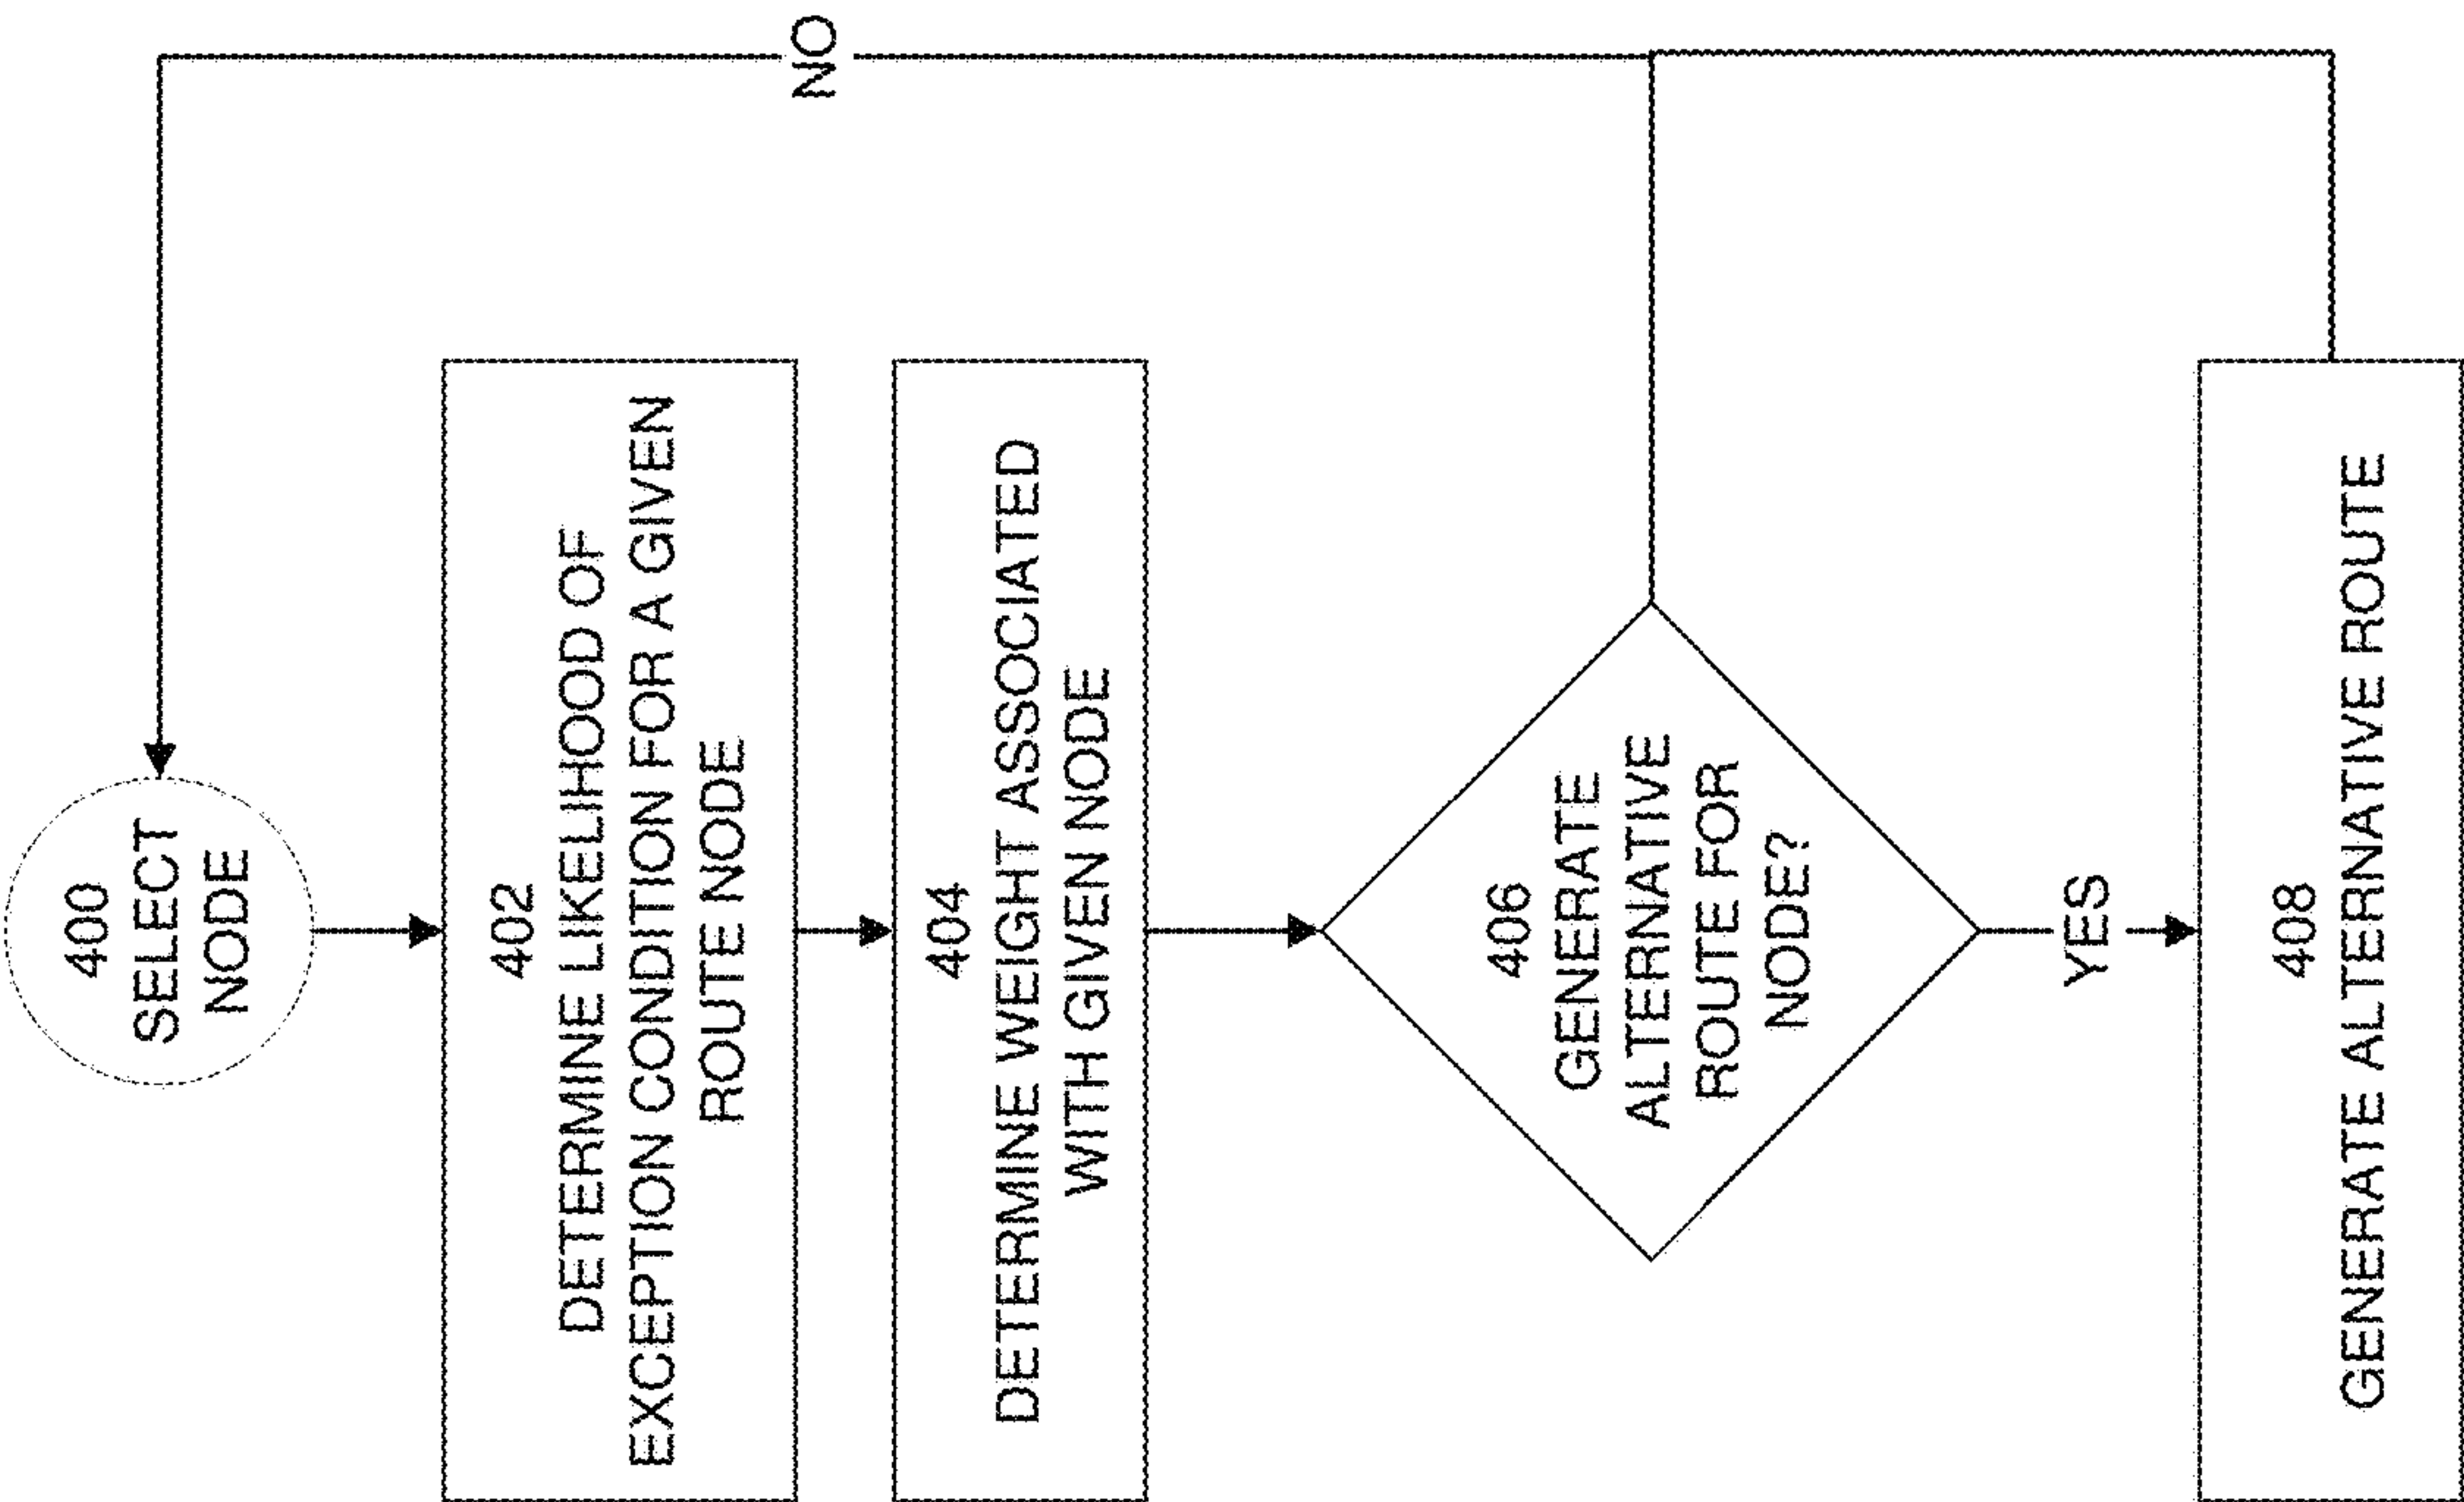 400
SELECT
NODE
402
DETERMINE LIKELIHOOD OF
EXCEPTION CONDITION FOR A GIVEN
ROUTE NODE
404
DETERMINE WEIGHT ASSOCIATED
WITH GIVEN NODE
406
GENERATE
ALTERNATIVE
ROUTE FOR
NODE?
NO
YES
408
GENERATE ALTERNATIVE ROUTE